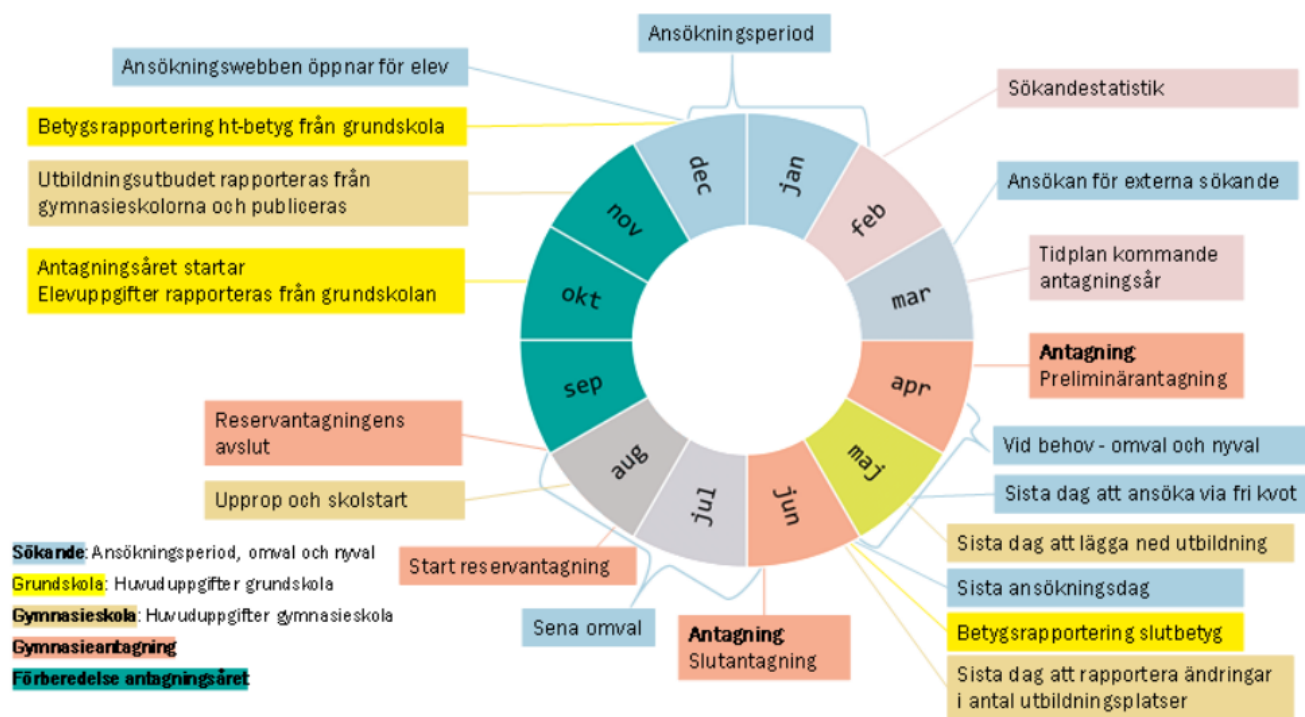 Ansökningsperiod
Ansökningswebben öppnar för elev
Betygsrapportering ht-betyg från grundskola
Utbildningsutbudet rapporteras från
gymnasieskolorna och publiceras
Antagningsåret startar
Elevuppgifter rapporteras från grundskolan
Reservantagningens
avslut
Upprop och skolstart
Start reservantagning
Sena omval
Antagning
Slutantagning
Sökandestatistik
Ansökan för externa sökande
Tidplan kommande
antagningsår
Antagning
Preliminärantagning
Vid behov - omval och nyval
Sista dag att ansöka via fri kvot
Sista dag att lägga ned utbildning
Sista ansökningsdag
Betygsrapportering slutbetyg
Sista dag att rapportera ändringar
i antal utbildningsplatser
jan
feb
mar
apr
maj
jun
jul
aug
sep
okt
nov
dec
Sökande: Ansökningsperiod, omval och nyval
Grundskola: Huvuduppgifter grundskola
Gymnasieskola: Huvuduppgifter gymnasieskola
Gymnasieantagning
Förberedelse antagningsåret